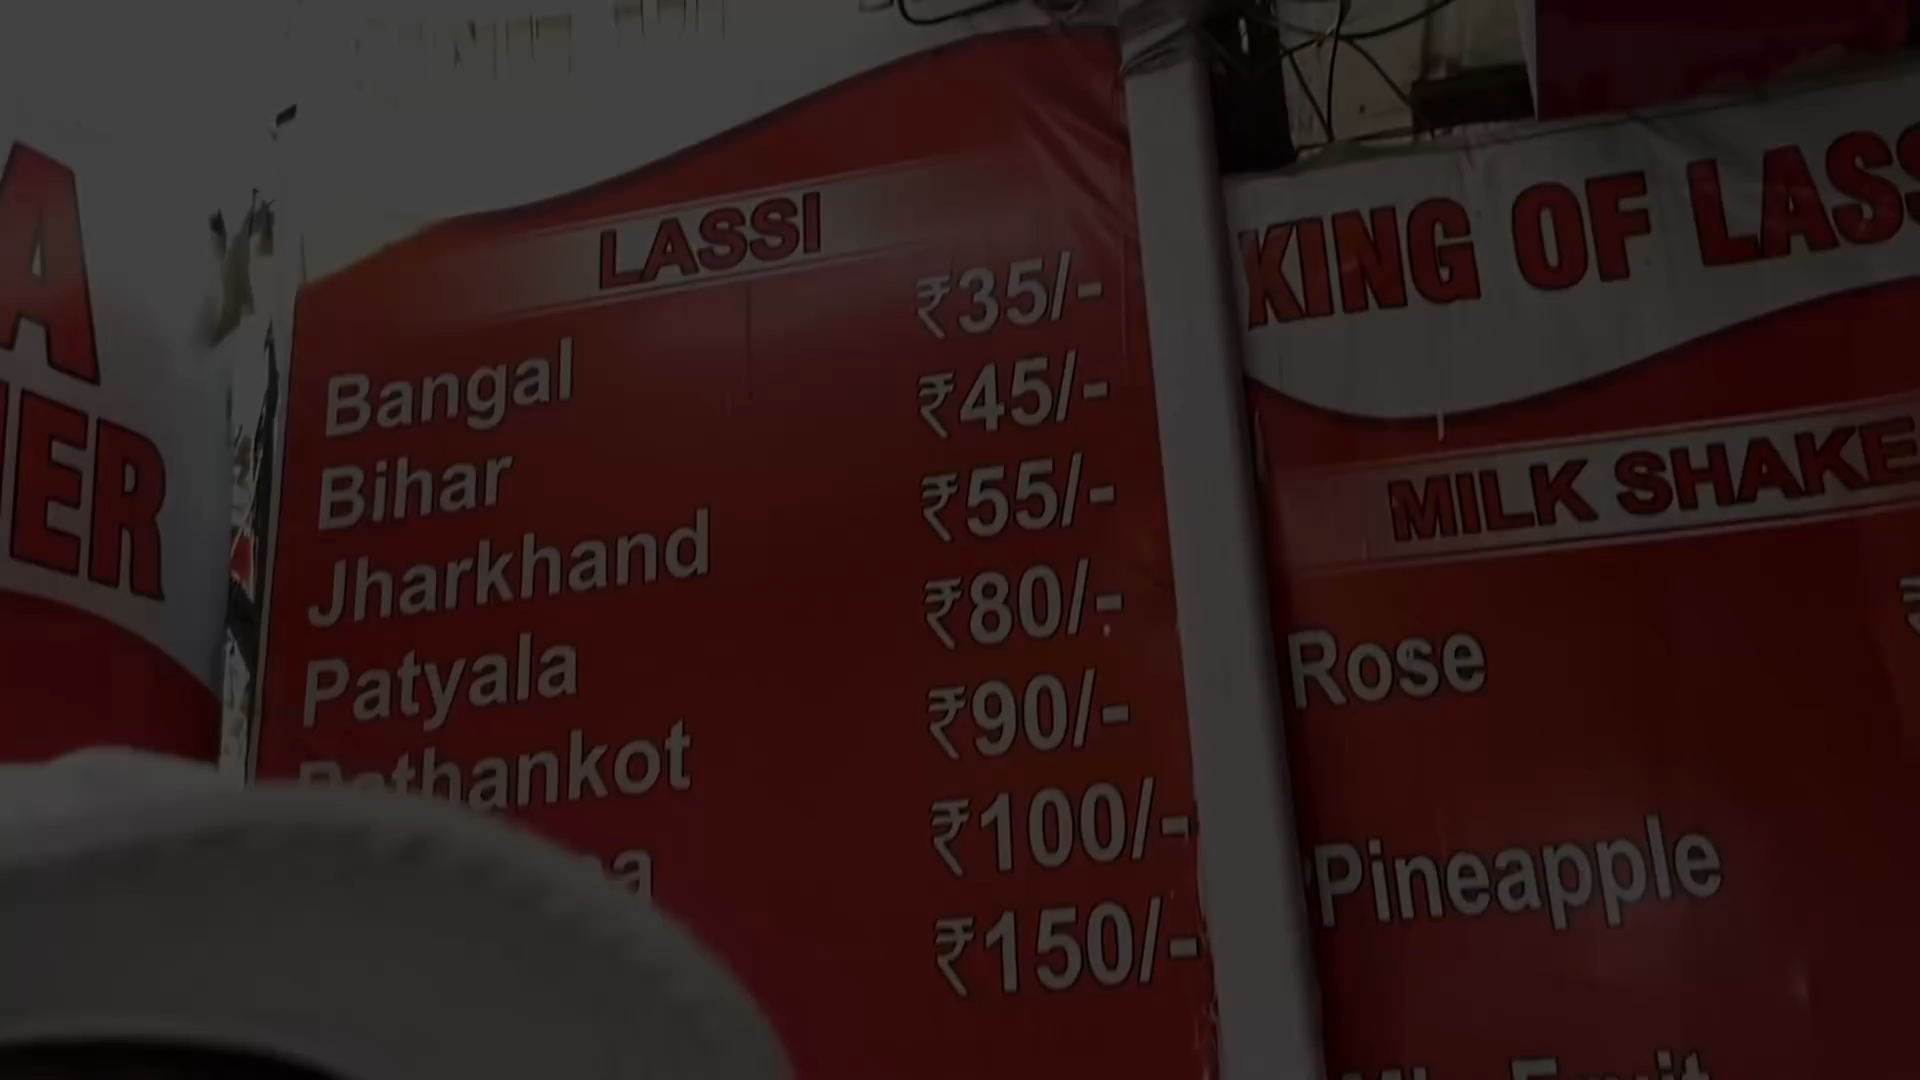 A
ER
LASSI
Bangal ₹35/-
Bihar ₹45/-
Jharkhand ₹55/-
Patyala ₹80/-
Pathankot ₹90/-
₹100/-
₹150/-
KING OF LASS
MILK SHAKE
Rose
Pineapple